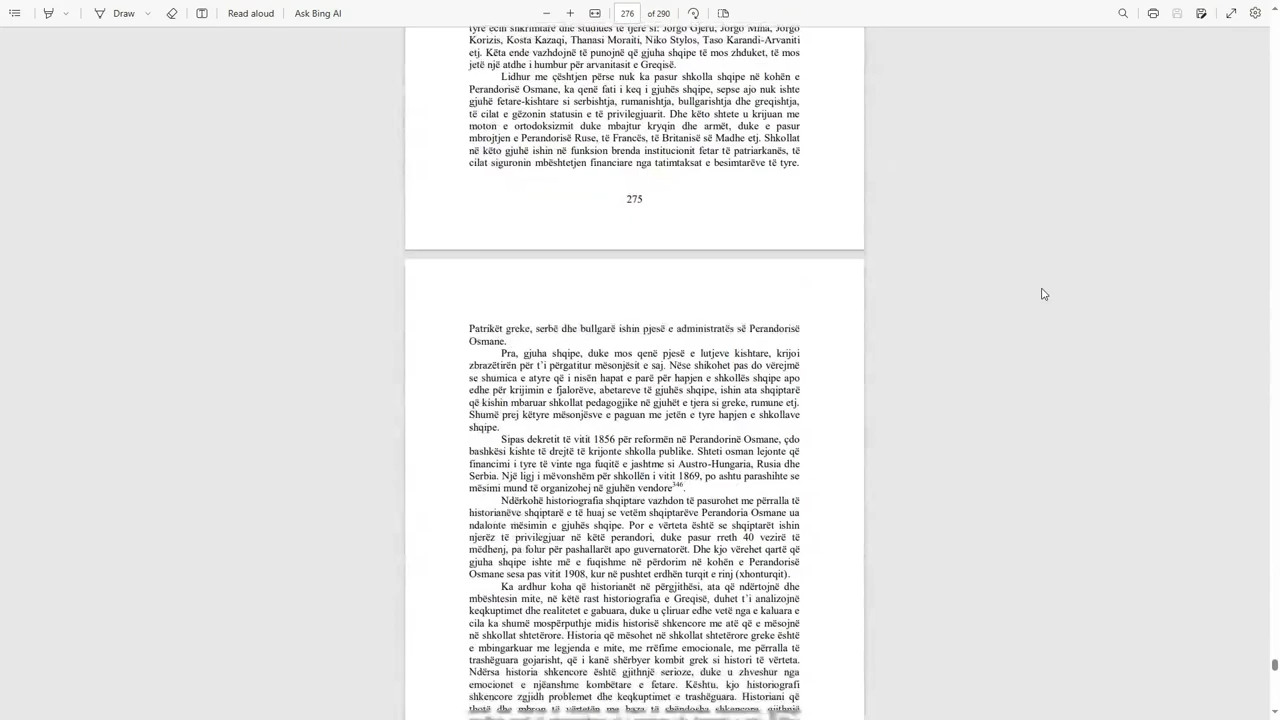 Draw
Read aloud
Ask Bing AI
276 of 290
tyre echi shkrimtarë dhe studiues të tjerë si: Jorgo Gjeru, Jorgo Miha, Jorgo
Korizis, Kosta Kazaqi, Thanasi Moraiti, Niko Stylos, Taso Karandi-Arvaniti
etj. Këta ende vazhdojnë të punojnë që gjuha shqipe të mos zhduket, të mos
jetë një atdhe i humbur për arvanitasit e Greqisë.
Lidhur me çështjen përse nuk ka pasur shkolla shqipe në kohën e
Perandorisë Osmane, ka qenë fati i keq i gjuhës shqipe, sepse ajo nuk ishte
gjuhë fetare-kishtare si serbishtja, rumanishtja, bullgarishtja dhe greqishtja,
të cilat e gëzonin statusin e të privilegjuarit. Dhe këto shtete u krijuan me
moton e ortodoksizmit duke mbajtur kryqin dhe armët, duke e pasur
mbrojtjen e Perandorisë Ruse, të Francës, të Britanisë së Madhe etj. Shkollat
në këto gjuhë ishin në funksion brenda institucionit fetar të patriarkanës, të
cilat siguronin mbështetjen financiare nga tatimtaksat e besimtarëve të tyre.
275
Patrikët greke, serbë dhe bullgarë ishin pjesë e administratës së Perandorisë
Osmane.
Pra, gjuha shqipe, duke mos qenë pjesë e lutjeve kishtare, krijoi
zbrazëtirën për t'i përgatitur mësonjësit e saj. Nëse shikohet pas do vërejmë
se shumica e atyre që i nisën hapat e parë për hapjen e shkollës shqipe apo
edhe për krijimin e fjalorëve, abetareve të gjuhës shqipe, ishin ata shqiptarë
që kishin mbaruar shkollat pedagogjike në gjuhët e tjera si greke, rumune etj.
Shumë prej këtyre mësonjësve e paguan me jetën e tyre hapjen e shkollave
shqipe.
Sipas dekretit të vitit 1856 për reformën në Perandorinë Osmane, çdo
bashkësi kishte të drejtë të krijonte shkolla publike. Shteti osman lejonte që
financimi i tyre të vinte nga fuqitë e jashtme si Austro-Hungaria, Rusia dhe
Serbia. Një ligj i mëvonshëm për shkollën i vitit 1869, po ashtu parashihte se
mësimi mund të organizohej në gjuhën vendore346.
Ndërkohë historiografia shqiptare vazhdon të pasurohet me përralla të
historianëve shqiptarë e të huaj se vetëm shqiptarëve Perandoria Osmane ua
ndalonte mësimin e gjuhës shqipe. Por e vërteta është se shqiptarët ishin
njerëz të privilegjuar në këtë perandori, duke pasur rreth 40 vezirë të
mëdhenj, pa folur për pashallarët apo guvernatorët. Dhe kjo vërehet qartë që
gjuha shqipe ishte më e fuqishme në përdorim në kohën e Perandorisë
Osmane sesa pas vitit 1908, kur në pushtet erdhën turqit e rinj (xhonturqit).
Ka ardhur koha që historianët në përgjithësi, ata që ndërtojnë dhe
mbështesin mite, në këtë rast historiografia e Greqisë, duhet t'i analizojnë
keqkuptimet dhe realitetet e gabuara, duke u çliruar edhe vetë nga e kaluara e
cila ka shumë mospërputhje midis historisë shkencore me atë që e mësojnë
në shkollat shtetërore. Historia që mësohet në shkollat shtetërore greke është
e mbingarkuar me legjenda e mite, me rrëfime emocionale, me përralla të
trashëguara gojarisht, që i kanë shërbyer kombit grek si histori të vërteta.
Ndërsa historia shkencore është gjithnjë serioze, duke u zhveshur nga
emocionet e njëanshme kombëtare e fetare. Kështu, kjo historiografi
shkencore zgjidh problemet dhe keqkuptimet e trashëguara. Historiani që
thotë dhe mbron të vërtetën me baza të shëndosha shkencore, gjithnjë